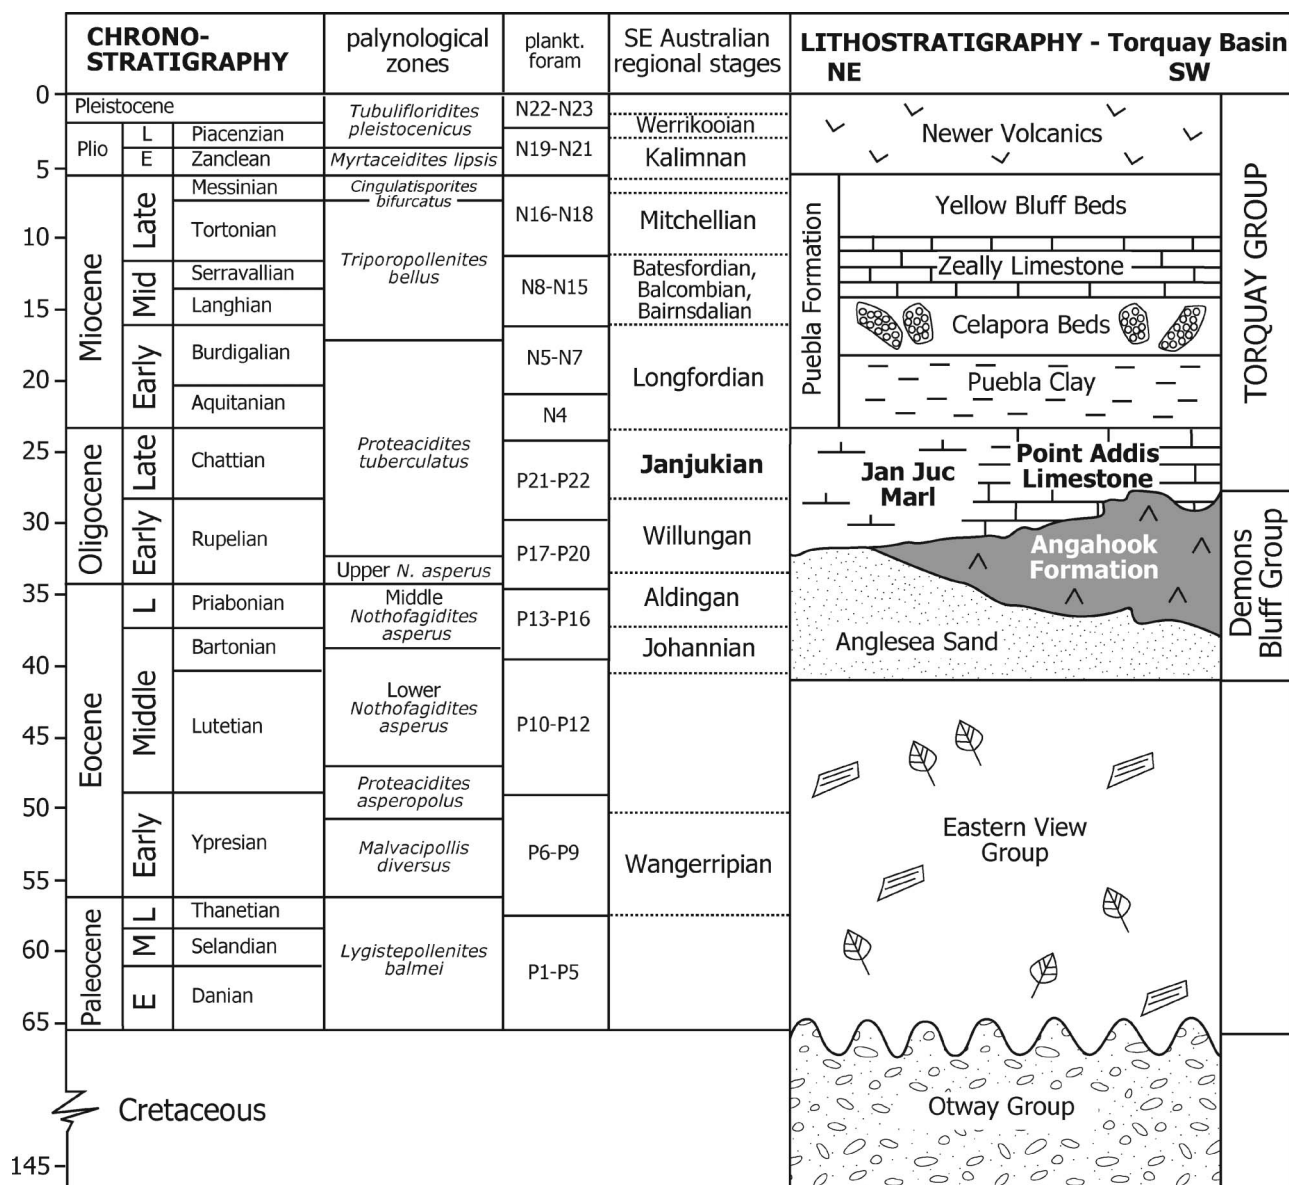 CHRONO-
STRATIGRAPHY
palynological
zones
plankt.
foram
SE Australian
regional stages
LITHOSTRATIGRAPHY - Torquay Basin
NE
SW
0
5
10
15
20
25
30
35
40
45
50
55
60
65
145
Pleistocene
Plio
L
Piacenzian
E
Zanclean
Miocene
Late
Messinian
Tortonian
Mid
Serravallian
Langhian
Early
Burdigalian
Aquitanian
Oligocene
Late
Chattian
Early
Rupelian
Eocene
L
Priabonian
Middle
Bartonian
Lutetian
Early
Ypresian
Paleocene
L
Thanetian
M
Selandian
E
Danian
Cretaceous
Tubulifloridites
pleistocenicus
Myrtaceidites lipsis
Cingulatisporites
bifurcatus
Triporopollenites
bellus
Proteacidites
tuberculatus
Upper N. asperus
Middle
Nothofagidites
asperus
Lower
Nothofagidites
asperus
Proteacidites
asperopolus
Malvacipollis
diversus
Lygistepollenites
balmei
N22-N23
N19-N21
N16-N18
N8-N15
N5-N7
N4
P21-P22
P17-P20
P13-P16
P10-P12
P6-P9
P1-P5
Werrikooian
Kalimnan
Mitchellian
Batesfordian,
Balcombian,
Bairnsdalian
Longfordian
Janjukian
Willungan
Aldingan
Johannian
Wangerripian
Newer Volcanics
Puebla Formation
Yellow Bluff Beds
Zeally Limestone
Celapora Beds
Puebla Clay
Jan Juc
Marl
Point Addis
Limestone
Angahook
Formation
Anglesea Sand
Eastern View
Group
Otway Group
TORQUAY GROUP
Demons
Bluff Group